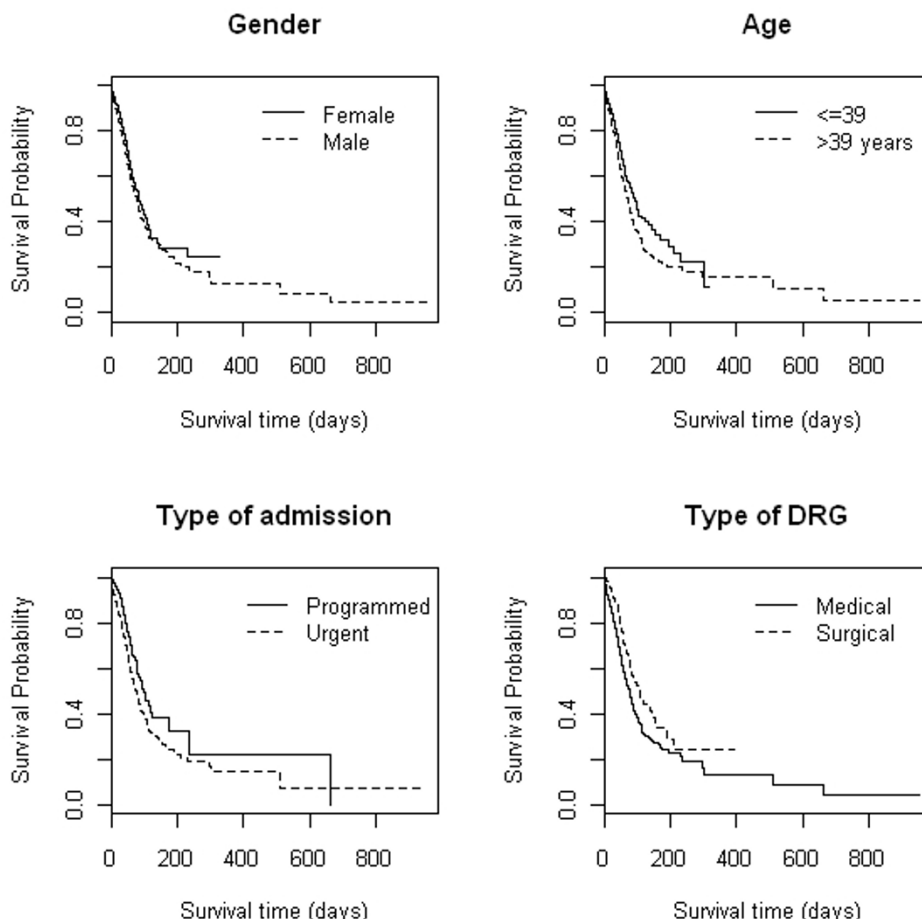 Gender
Survival Probability
0.0 0.4 0.8
Female
Male
0 200 400 600 800
Survival time (days)
Age
Survival Probability
0.0 0.4 0.8
<=39
>39 years
0 200 400 600 800
Survival time (days)
Type of admission
Survival Probability
0.0 0.4 0.8
Programmed
Urgent
0 200 400 600 800
Survival time (days)
Type of DRG
Survival Probability
0.0 0.4 0.8
Medical
Surgical
0 200 400 600 800
Survival time (days)